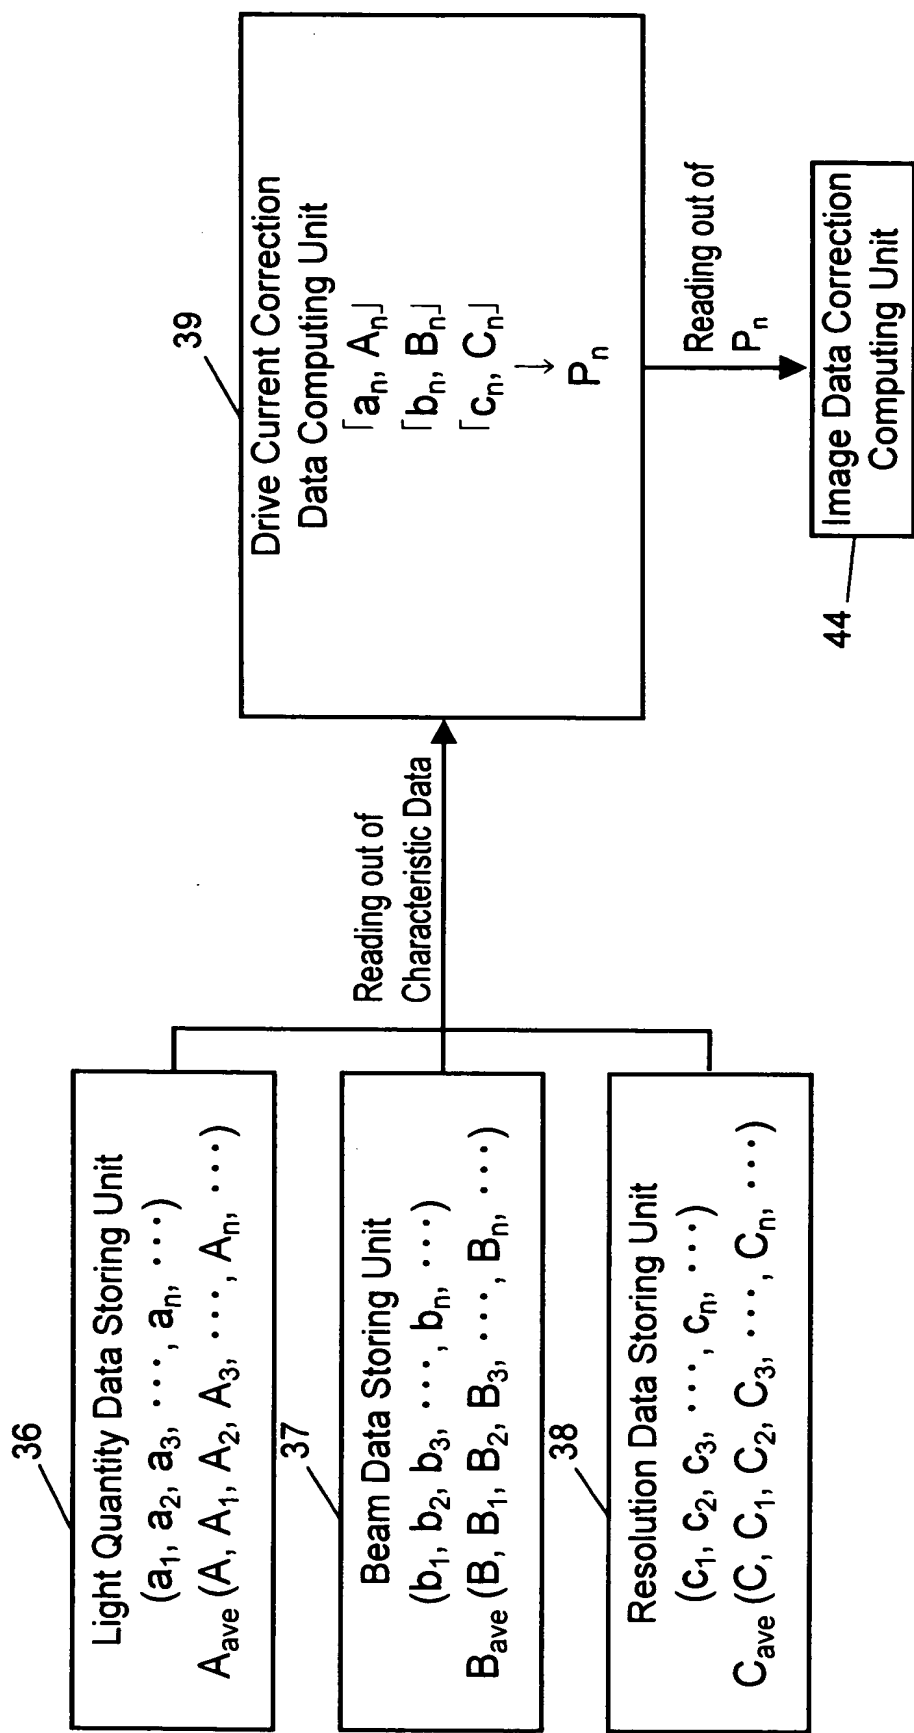 36
Light Quantity Data Storing Unit
(a₁, a₂, a₃, ⋯, aₙ, ⋯)
A_ave (A, A₁, A₂, A₃, ⋯, Aₙ, ⋯)
37
Beam Data Storing Unit
(b₁, b₂, b₃, ⋯, bₙ, ⋯)
B_ave (B, B₁, B₂, B₃, ⋯, Bₙ, ⋯)
38
Resolution Data Storing Unit
(c₁, c₂, c₃, ⋯, cₙ, ⋯)
C_ave (C, C₁, C₂, C₃, ⋯, Cₙ, ⋯)
Reading out of
Characteristic Data
39
Drive Current Correction
Data Computing Unit
「aₙ, Aₙ」
「bₙ, Bₙ」
「cₙ, Cₙ」
↓
Pₙ
Reading out of
Pₙ
44
Image Data Correction
Computing Unit